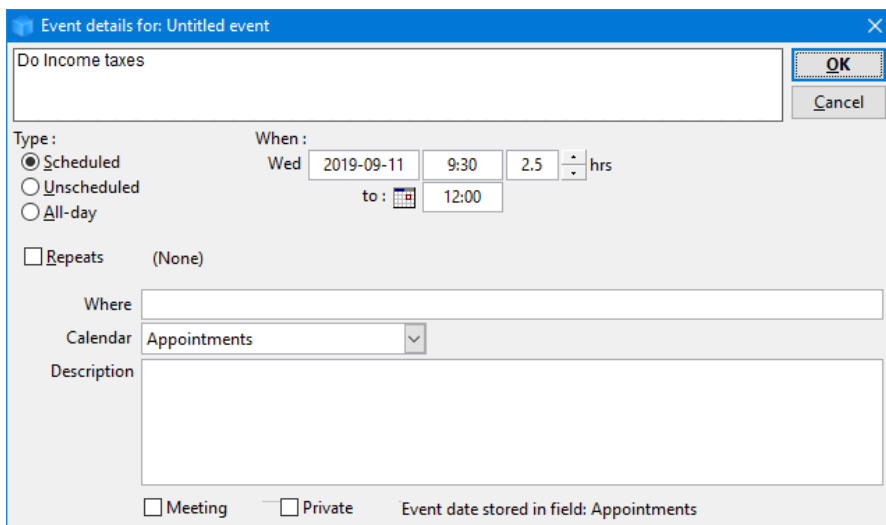 Event details for: Untitled event
Do Income taxes
OK
Cancel
Type :
When :
Scheduled
Wed 2019-09-11 9:30 2.5 hrs
Unscheduled
to : 12:00
All-day
Repeats (None)
Where
Calendar Appointments
Description
Meeting Private Event date stored in field: Appointments